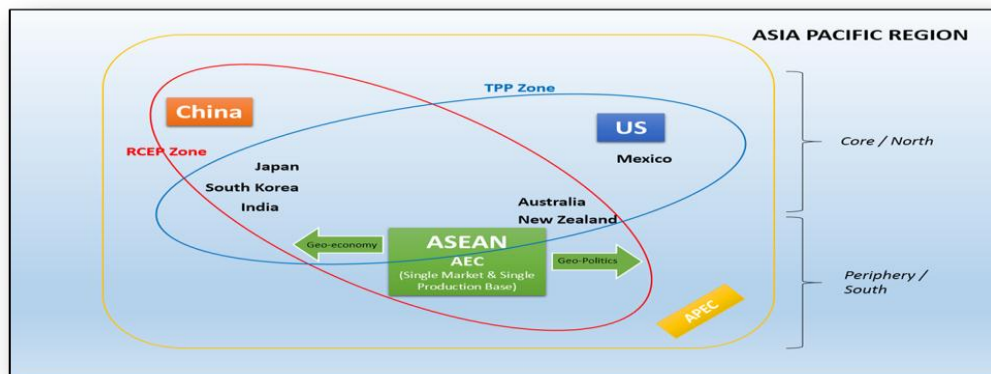 ASIA PACIFIC REGION
TPP Zone
China
US
RCEP Zone
Mexico
Japan
South Korea
India
Australia
New Zealand
Core / North
ASEAN
AEC
(Single Market & Single
Production Base)
Geo-economy
Geo-Politics
Periphery /
South
APEC